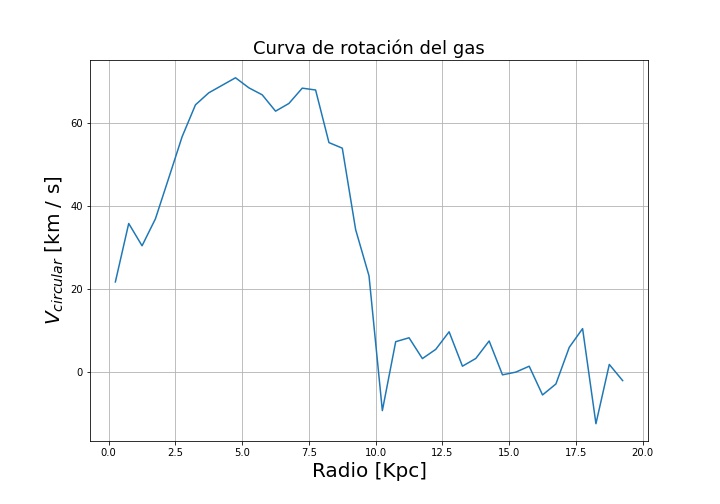 Curva de rotación del gas
V_circular [km / s]
60
40
20
0
0.0 2.5 5.0 7.5 10.0 12.5 15.0 17.5 20.0
Radio [Kpc]